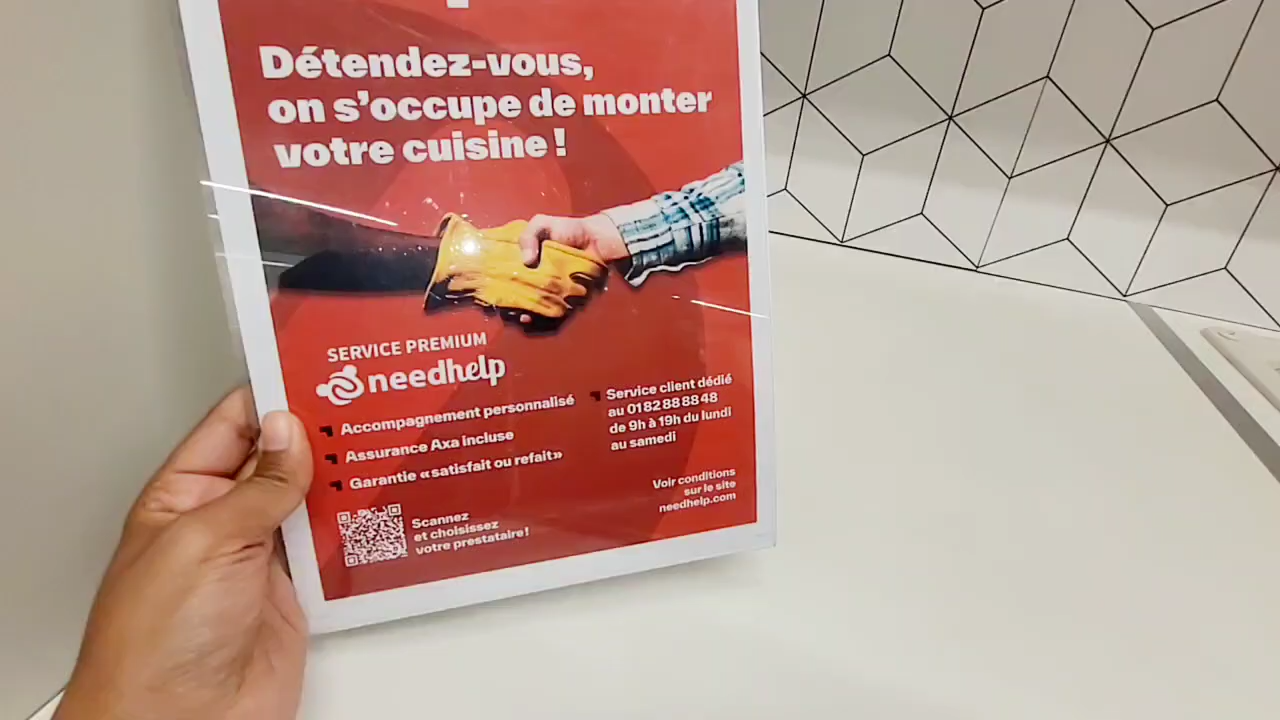 Détendez-vous,
on s'occupe de monter
votre cuisine !
SERVICE PREMIUM
needhelp
Accompagnement personnalisé
Assurance Axa incluse
Garantie «satisfait ou refait»
Service client dédié
au 01 82 88 88 48
de 9h à 19h du lundi
au samedi
Voir conditions
sur le site
needhelp.com
Scannez
et choisissez
votre prestataire !